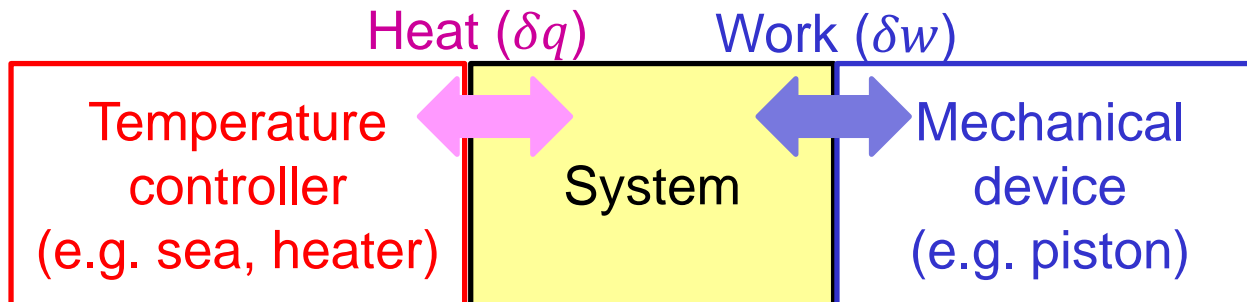 Heat (δq)
Work (δw)
Temperature
controller
(e.g. sea, heater)
System
Mechanical
device
(e.g. piston)